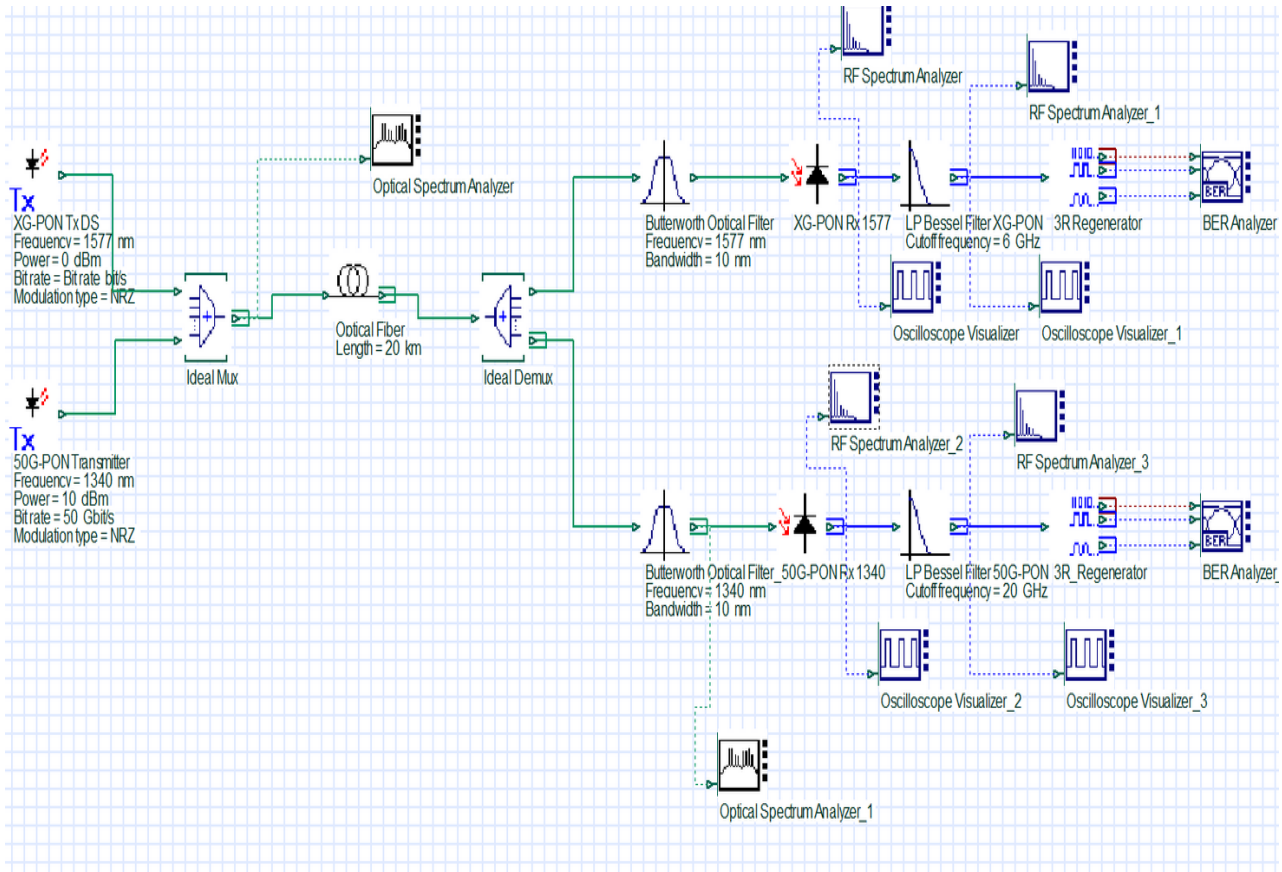 RF Spectrum Analyzer
RF Spectrum Analyzer_1
Optical Spectrum Analyzer
Tx
XG-PON Tx DS
Frequency = 1577 nm
Power = 0 dBm
Bit rate = Bit rate bit/s
Modulation type = NRZ
Butterworth Optical Filter
Frequency = 1577 nm
Bandwidth = 10 nm
XG-PON Rx 1577
LP Bessel Filter XG-PON
Cutoff frequency = 6 GHz
3R Regenerator
BER
BER Analyzer
Optical Fiber
Length = 20 km
Ideal Mux
Ideal Demux
Oscilloscope Visualizer
Oscilloscope Visualizer_1
Tx
50G-PON Transmitter
Frequency = 1340 nm
Power = 10 dBm
Bit rate = 50 Gbit/s
Modulation type = NRZ
RF Spectrum Analyzer_2
RF Spectrum Analyzer_3
Butterworth Optical Filter_
Frequency = 1340 nm
Bandwidth = 10 nm
50G-PON Rx 1340
LP Bessel Filter 50G-PON
Cutoff frequency = 20 GHz
3R_Regenerator
BER
BER Analyzer_
Oscilloscope Visualizer_2
Oscilloscope Visualizer_3
Optical Spectrum Analyzer_1